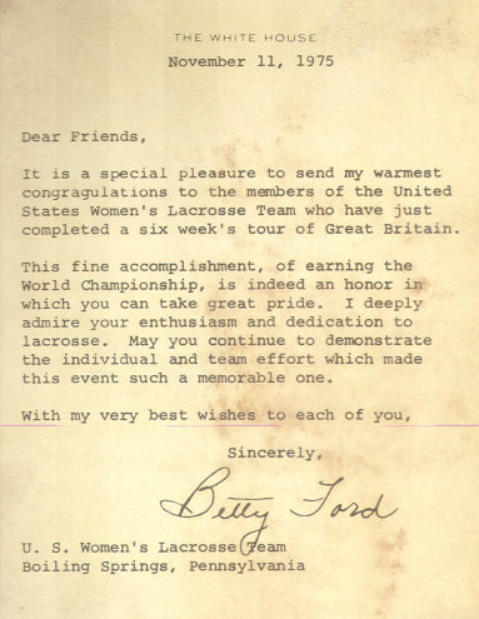 THE WHITE HOUSE
November 11, 1975
Dear Friends,
It is a special pleasure to send my warmest
congragulations to the members of the United
States Women's Lacrosse Team who have just
completed a six week's tour of Great Britain.
This fine accomplishment, of earning the
World Championship, is indeed an honor in
which you can take great pride. I deeply
admire your enthusiasm and dedication to
lacrosse. May you continue to demonstrate
the individual and team effort which made
this event such a memorable one.
With my very best wishes to each of you,
Sincerely,
Betty Ford
U. S. Women's Lacrosse Team
Boiling Springs, Pennsylvania